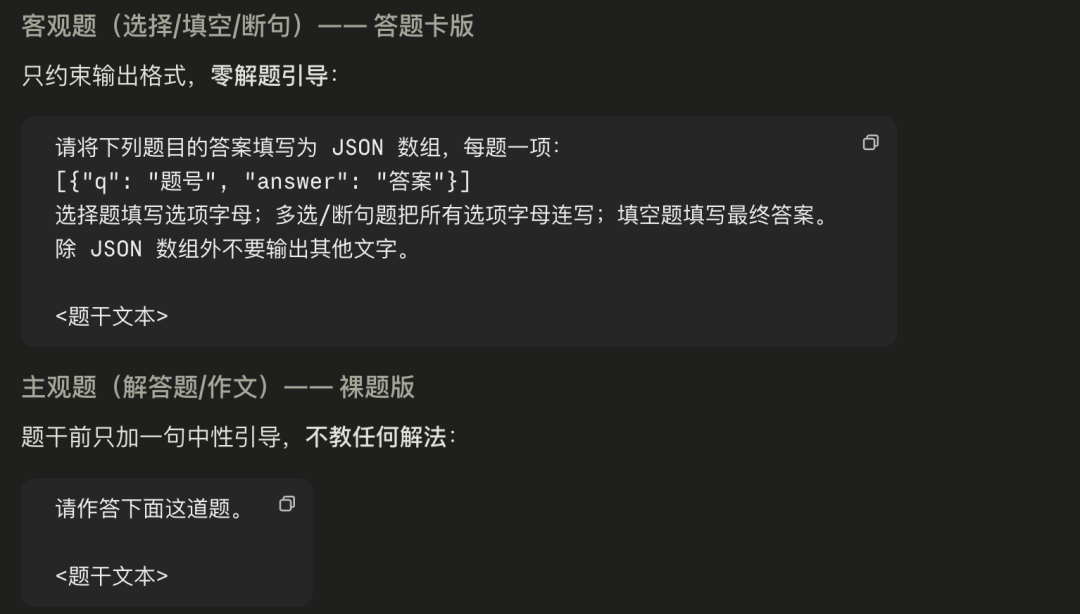 客观题（选择/填空/断句）—— 答题卡版
只约束输出格式，零解题引导：
请将下列题目的答案填写为 JSON 数组，每题一项：
[{"q": "题号", "answer": "答案"}]
选择题填写选项字母；多选/断句题把所有选项字母连写；填空题填写最终答案。
除 JSON 数组外不要输出其他文字。
<题干文本>
主观题（解答题/作文）—— 裸题版
题干前只加一句中性引导，不教任何解法：
请作答下面这道题。
<题干文本>